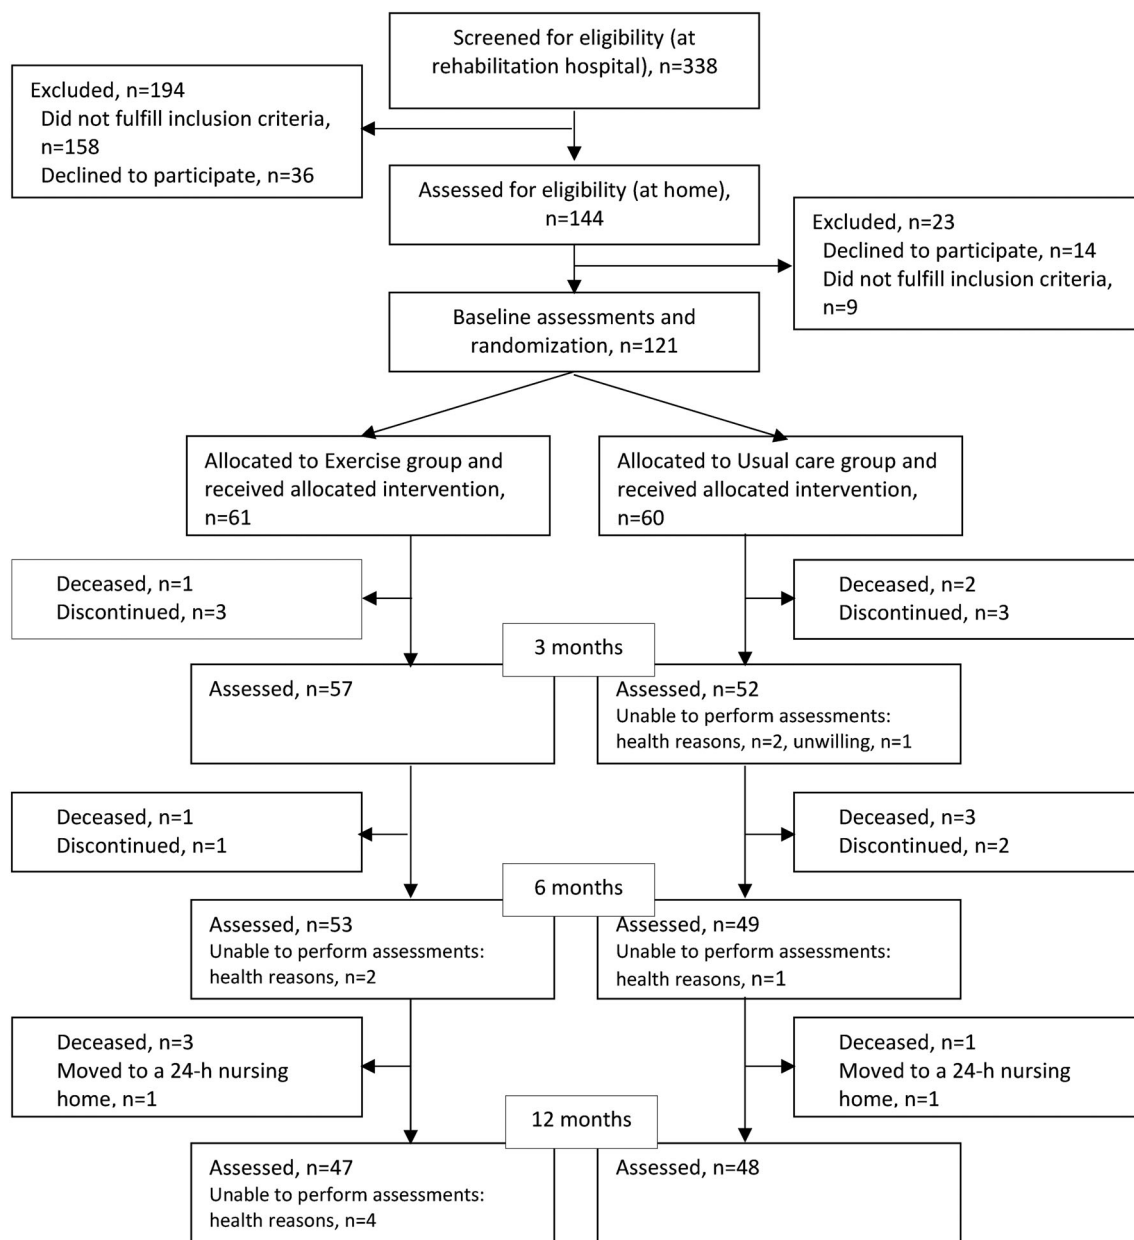 Screened for eligibility (at
rehabilitation hospital), n=338
Excluded, n=194
Did not fulfill inclusion criteria,
n=158
Declined to participate, n=36
Assessed for eligibility (at home),
n=144
Excluded, n=23
Declined to participate, n=14
Did not fulfill inclusion criteria,
n=9
Baseline assessments and
randomization, n=121
Allocated to Exercise group and
received allocated intervention,
n=61
Allocated to Usual care group and
received allocated intervention,
n=60
Deceased, n=1
Discontinued, n=3
Deceased, n=2
Discontinued, n=3
3 months
Assessed, n=57
Assessed, n=52
Unable to perform assessments:
health reasons, n=2, unwilling, n=1
Deceased, n=1
Discontinued, n=1
Deceased, n=3
Discontinued, n=2
6 months
Assessed, n=53
Unable to perform assessments:
health reasons, n=2
Assessed, n=49
Unable to perform assessments:
health reasons, n=1
Deceased, n=3
Moved to a 24-h nursing
home, n=1
Deceased, n=1
Moved to a 24-h nursing
home, n=1
12 months
Assessed, n=47
Unable to perform assessments:
health reasons, n=4
Assessed, n=48